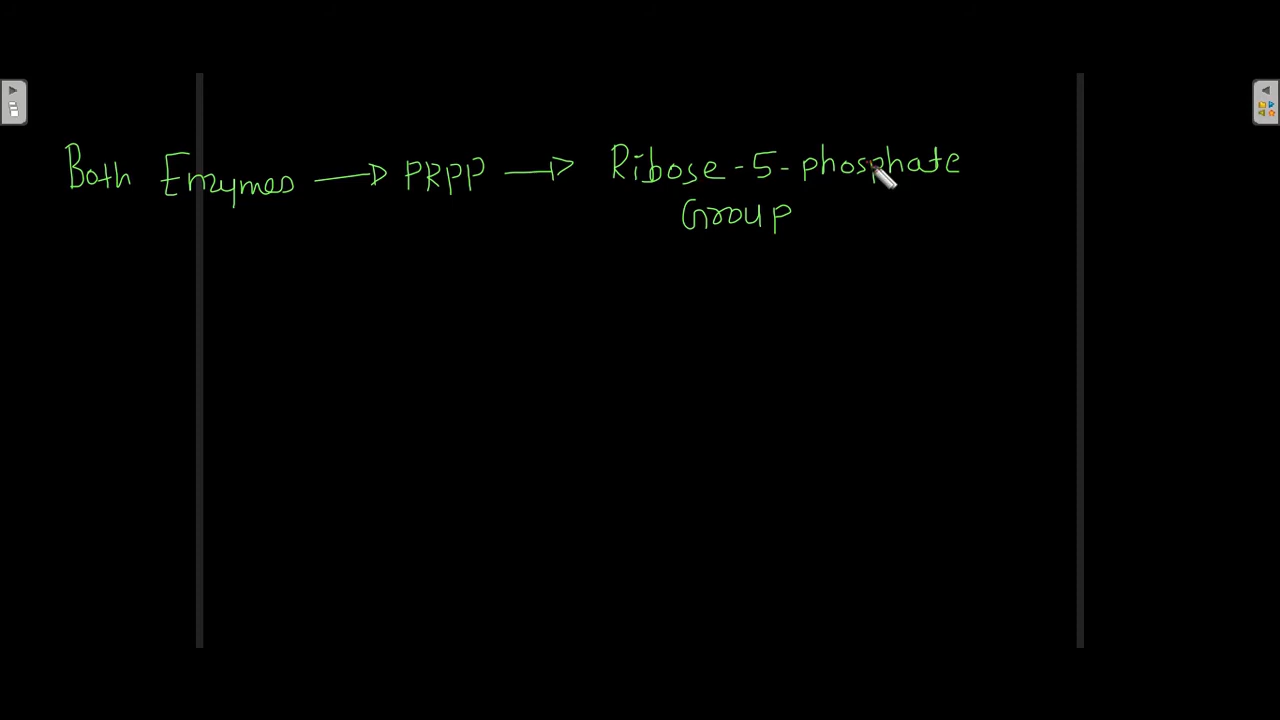 Both Enzymes → PRPP → Ribose-5-phosphate
Group